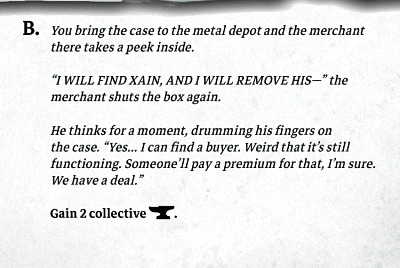 B. You bring the case to the metal depot and the merchant
there takes a peek inside.
“I WILL FIND XAIN, AND I WILL REMOVE HIS—” the
merchant shuts the box again.
He thinks for a moment, drumming his fingers on
the case. “Yes... I can find a buyer. Weird that it’s still
functioning. Someone’ll pay a premium for that, I’m sure.
We have a deal.”
Gain 2 collective .